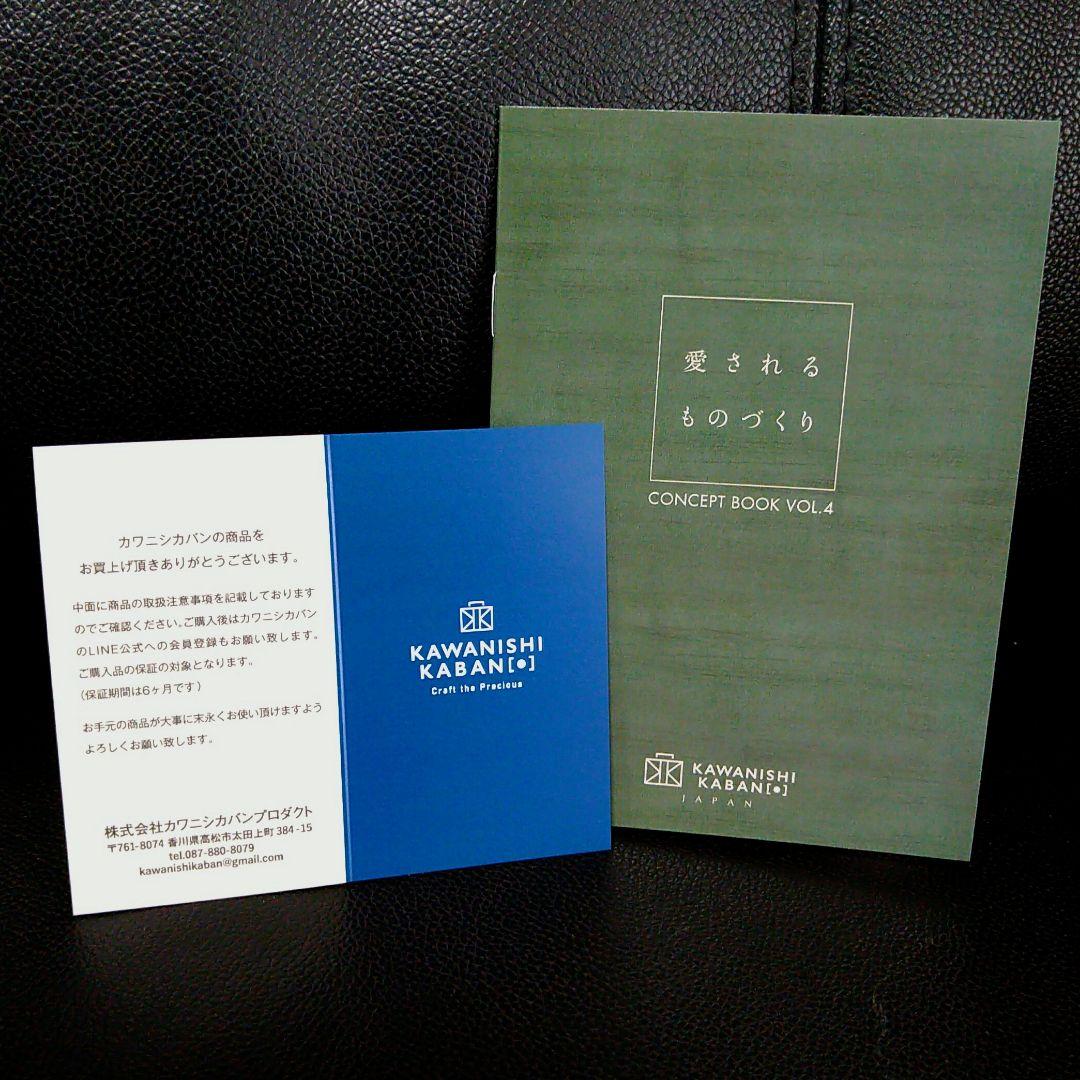 カワニシカバンの商品を
お買上げ頂きありがとうございます。
中面に商品の取扱注意事項を記載しております
のでご確認ください。ご購入後はカワニシカバン
のLINE公式への会員登録もお願い致します。
ご購入品の保証の対象となります。
(保証期間は6ヶ月です)
お手元の商品が大事に末永くお使い頂けますよう
よろしくお願い致します。
株式会社カワニシカバンプロダクト
〒761-8074 香川県高松市太田上町384-15
tel.087-880-8079
kawanishikaban@gmail.com
KAWANISHI
KABAN[•]
Craft the Precious
愛される
ものづくり
CONCEPT BOOK VOL.4
KAWANISHI
KABAN[•]
JAPAN